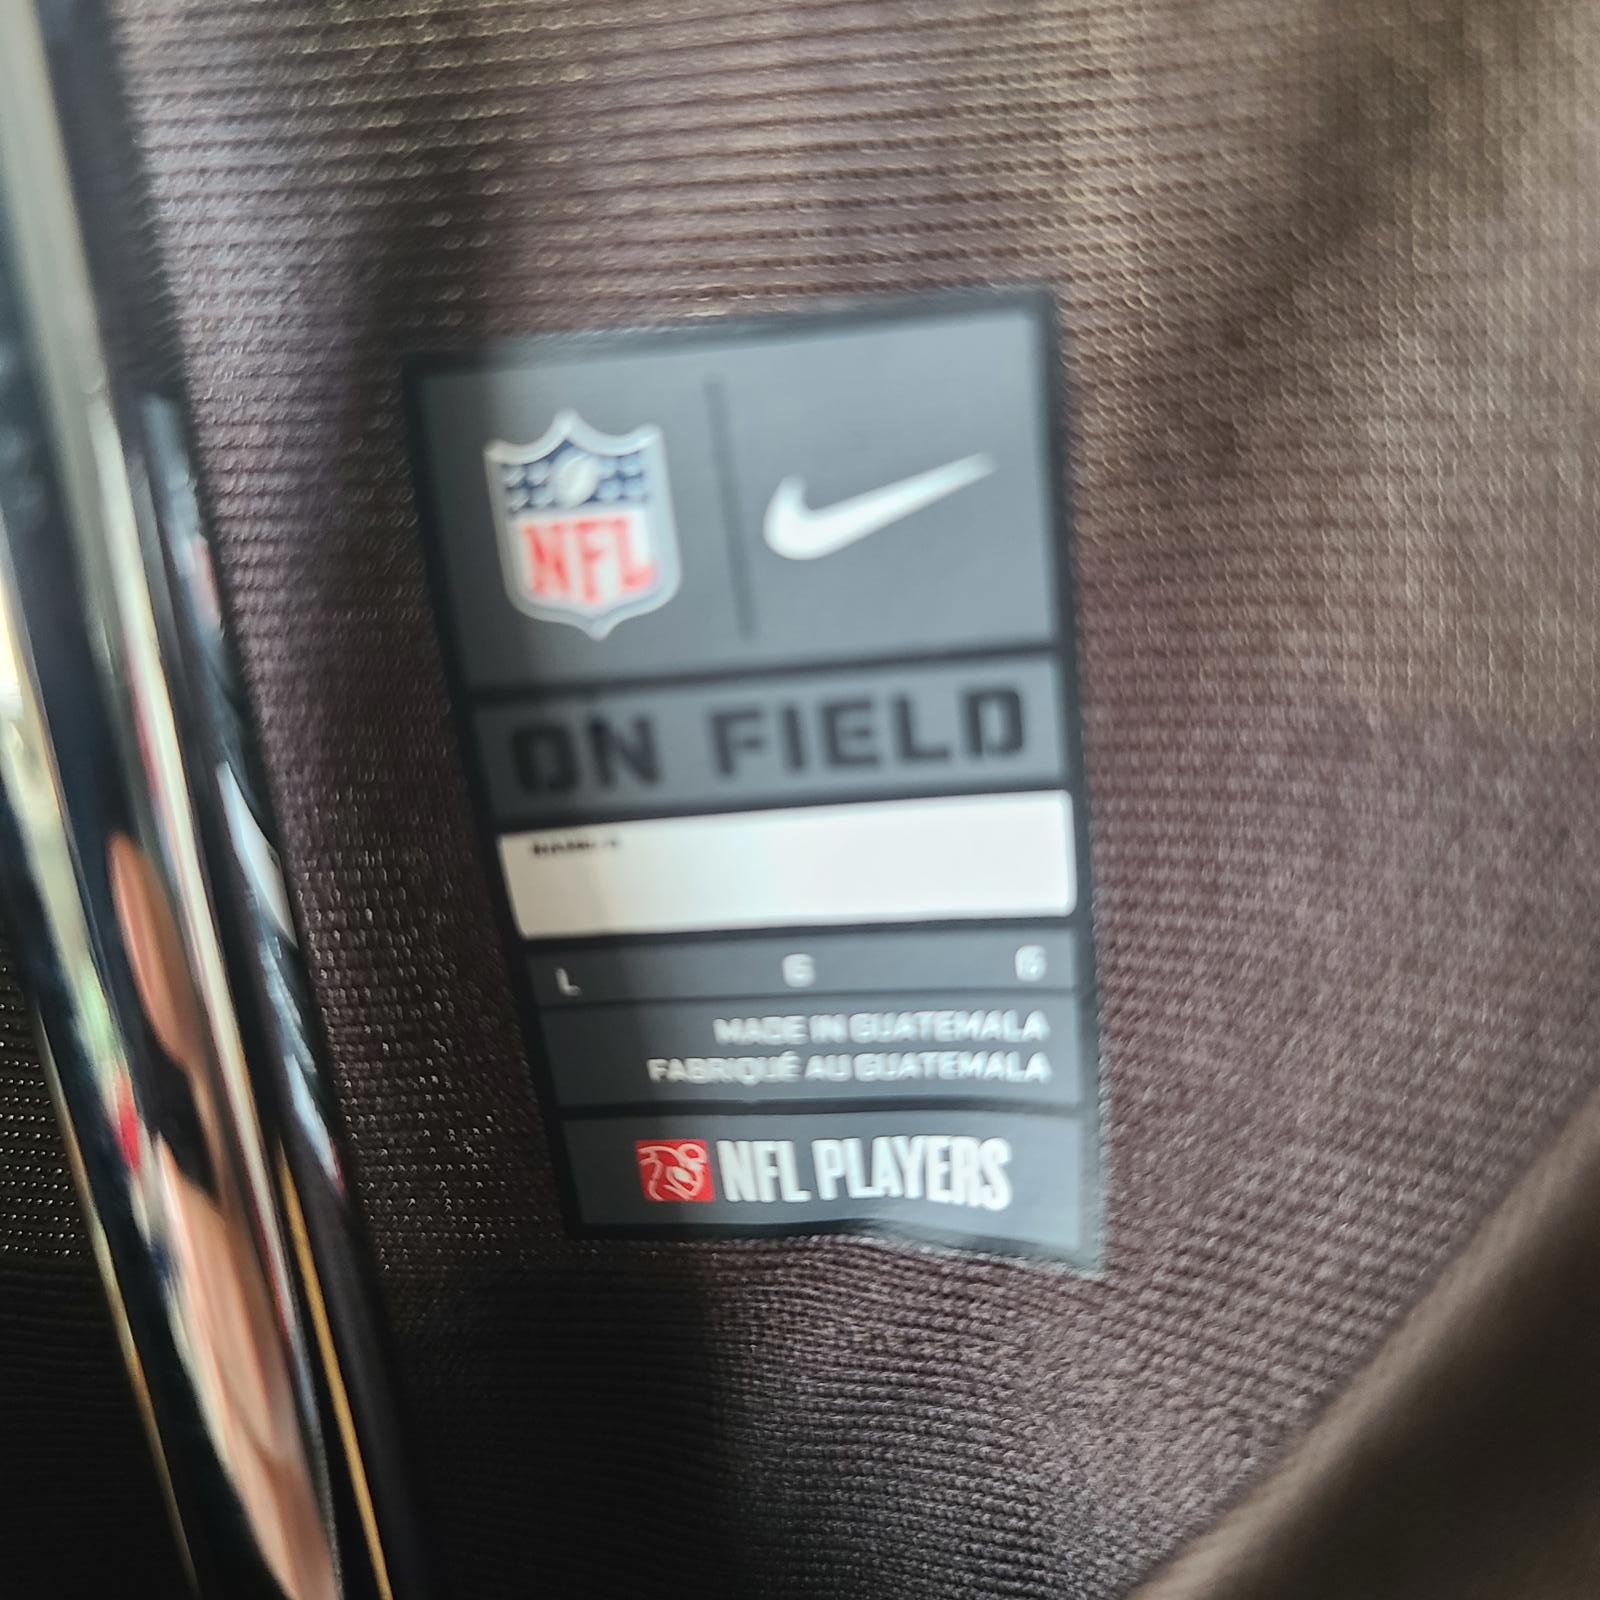 NFL
ON FIELD
L G G
MADE IN GUATEMALA
FABRIQUÉ AU GUATEMALA
NFL PLAYERS